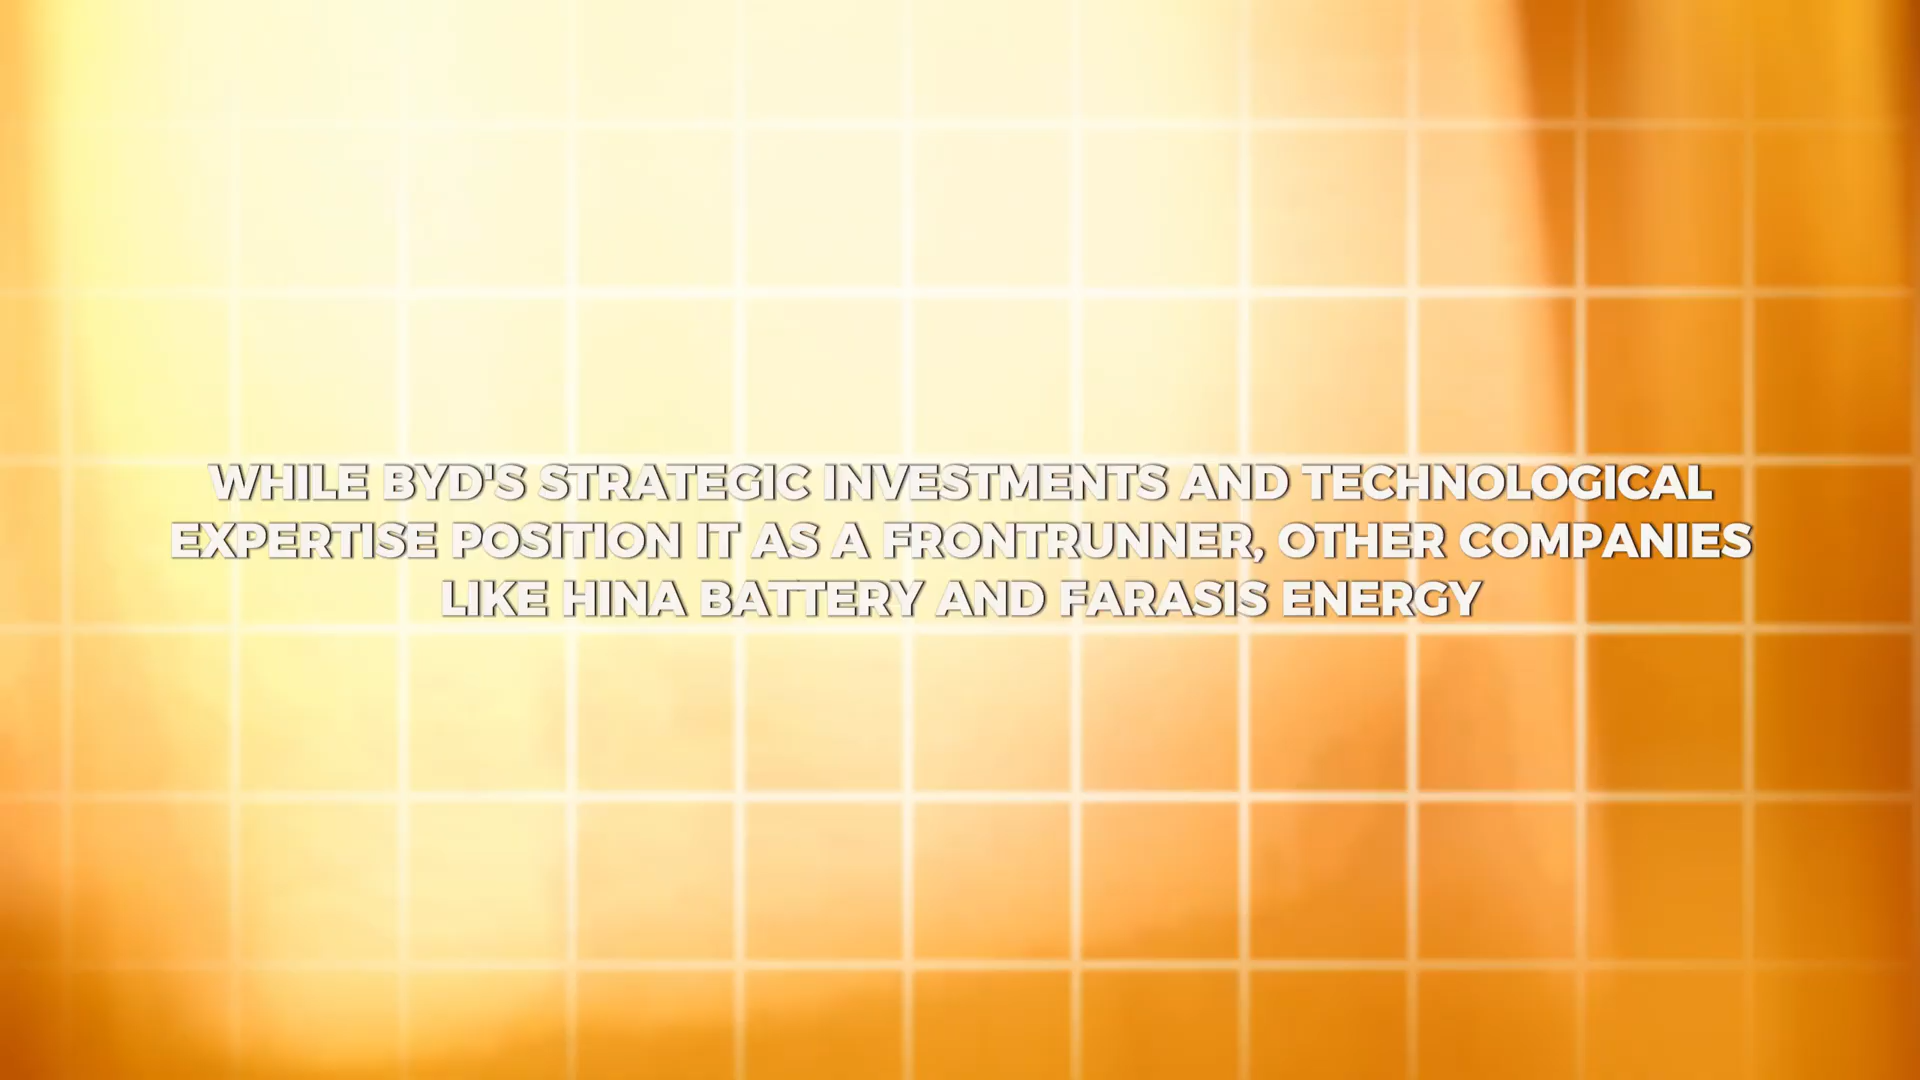 WHILE BYD'S STRATEGIC INVESTMENTS AND TECHNOLOGICAL
EXPERTISE POSITION IT AS A FRONTRUNNER, OTHER COMPANIES
LIKE HINA BATTERY AND FARASIS ENERGY